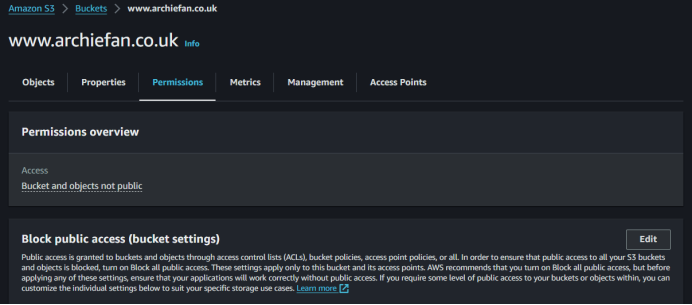 Amazon S3 > Buckets > www.archiefan.co.uk
www.archiefan.co.uk Info
Objects Properties Permissions Metrics Management Access Points
Permissions overview
Access
Bucket and objects not public
Block public access (bucket settings) Edit
Public access is granted to buckets and objects through access control lists (ACLs), bucket policies, access point policies, or all. In order to ensure that public access to all your S3 buckets
and objects is blocked, turn on Block all public access. These settings apply only to this bucket and its access points. AWS recommends that you turn on Block all public access, but before
applying any of these settings, ensure that your applications will work correctly without public access. If you require some level of public access to your buckets or objects within, you can
customize the individual settings below to suit your specific storage use cases. Learn more